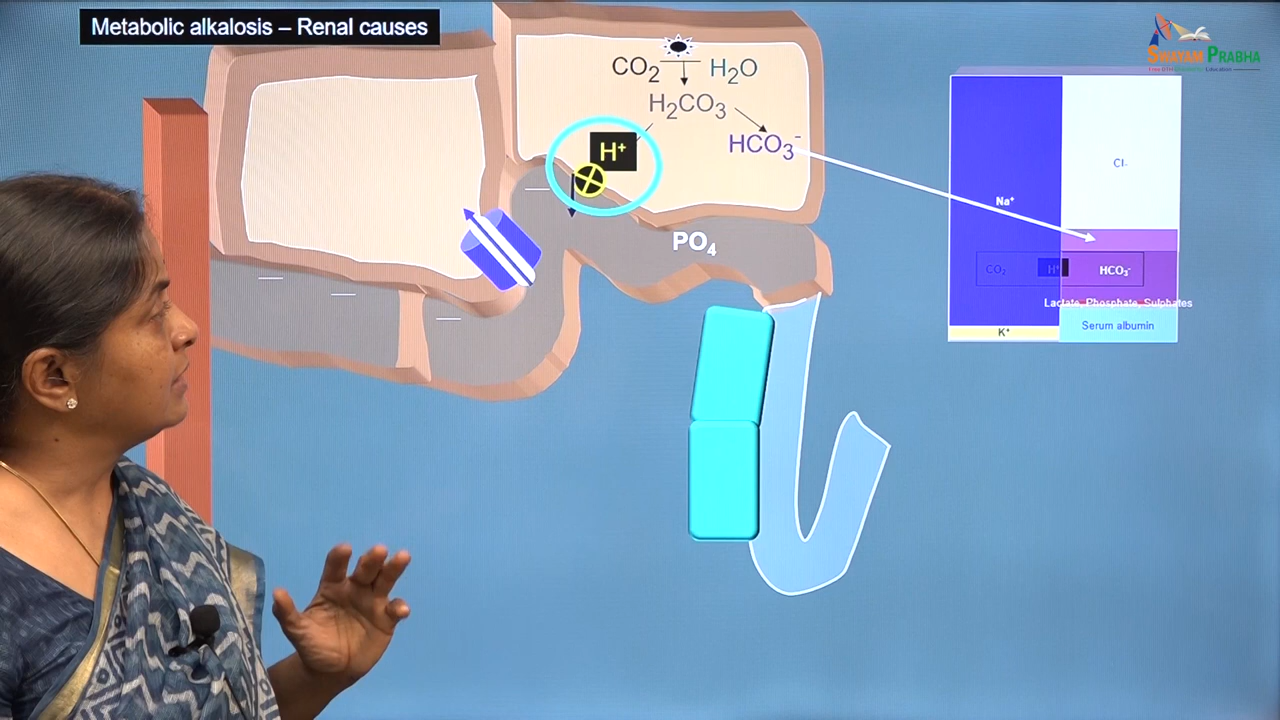 Metabolic alkalosis – Renal causes
SWAYAM PRABHA
CO₂ H₂O
H₂CO₃
H⁺
HCO₃⁻
PO₄
Cl-
Na⁺
CO₂ H⁺ HCO₃⁻
Lactate, Phosphate, Sulphates
Serum albumin
K⁺